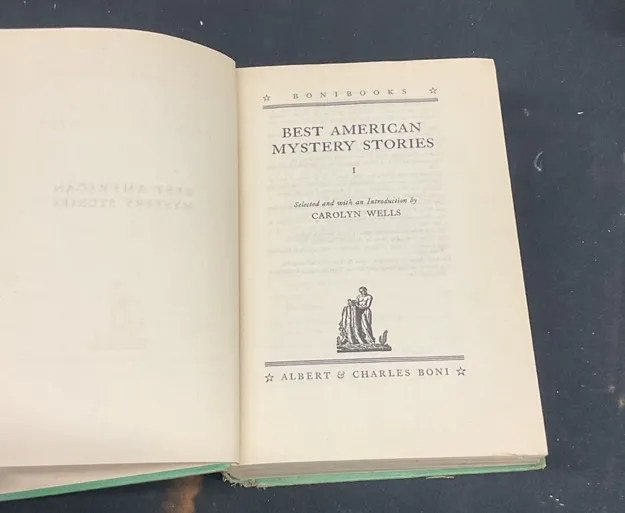 ☆ BONIBOOKS ☆
BEST AMERICAN
MYSTERY STORIES
I
Selected and with an Introduction by
CAROLYN WELLS
☆ ALBERT & CHARLES BONI ☆